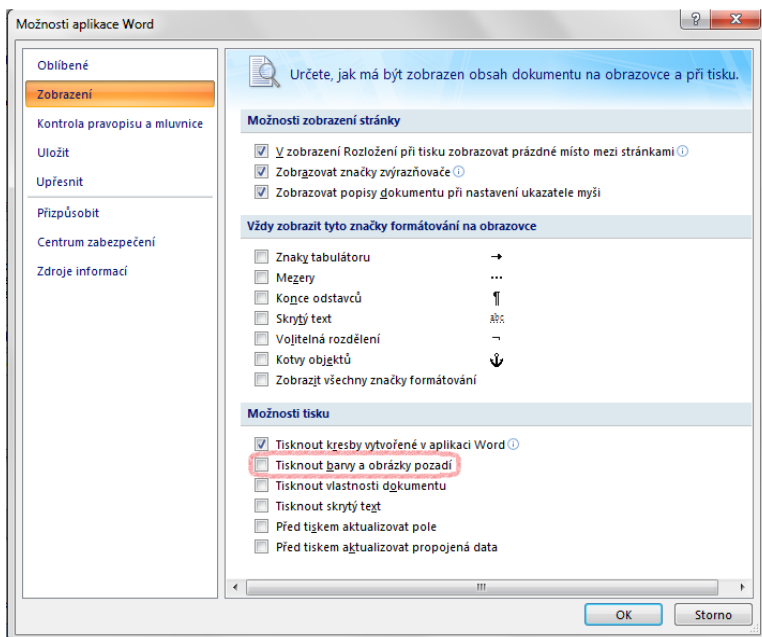 Možnosti aplikace Word
Oblíbené
Zobrazení
Kontrola pravopisu a mluvnice
Uložit
Upřesnit
Přizpůsobit
Centrum zabezpečení
Zdroje informací
Určete, jak má být zobrazen obsah dokumentu na obrazovce a při tisku.
Možnosti zobrazení stránky
V zobrazení Rozložení při tisku zobrazovat prázdné místo mezi stránkami
Zobrazovat značky zvýrazňovače
Zobrazovat popisy dokumentu při nastavení ukazatele myši
Vždy zobrazit tyto značky formátování na obrazovce
Znaky tabulátoru →
Mezery ...
Konce odstavců ¶
Skrytý text abc
Volitelná rozdělení ¬
Kotvy objektů
Zobrazit všechny značky formátování
Možnosti tisku
Tisknout kresby vytvořené v aplikaci Word
Tisknout barvy a obrázky pozadí
Tisknout vlastnosti dokumentu
Tisknout skrytý text
Před tiskem aktualizovat pole
Před tiskem aktualizovat propojená data
OK Storno